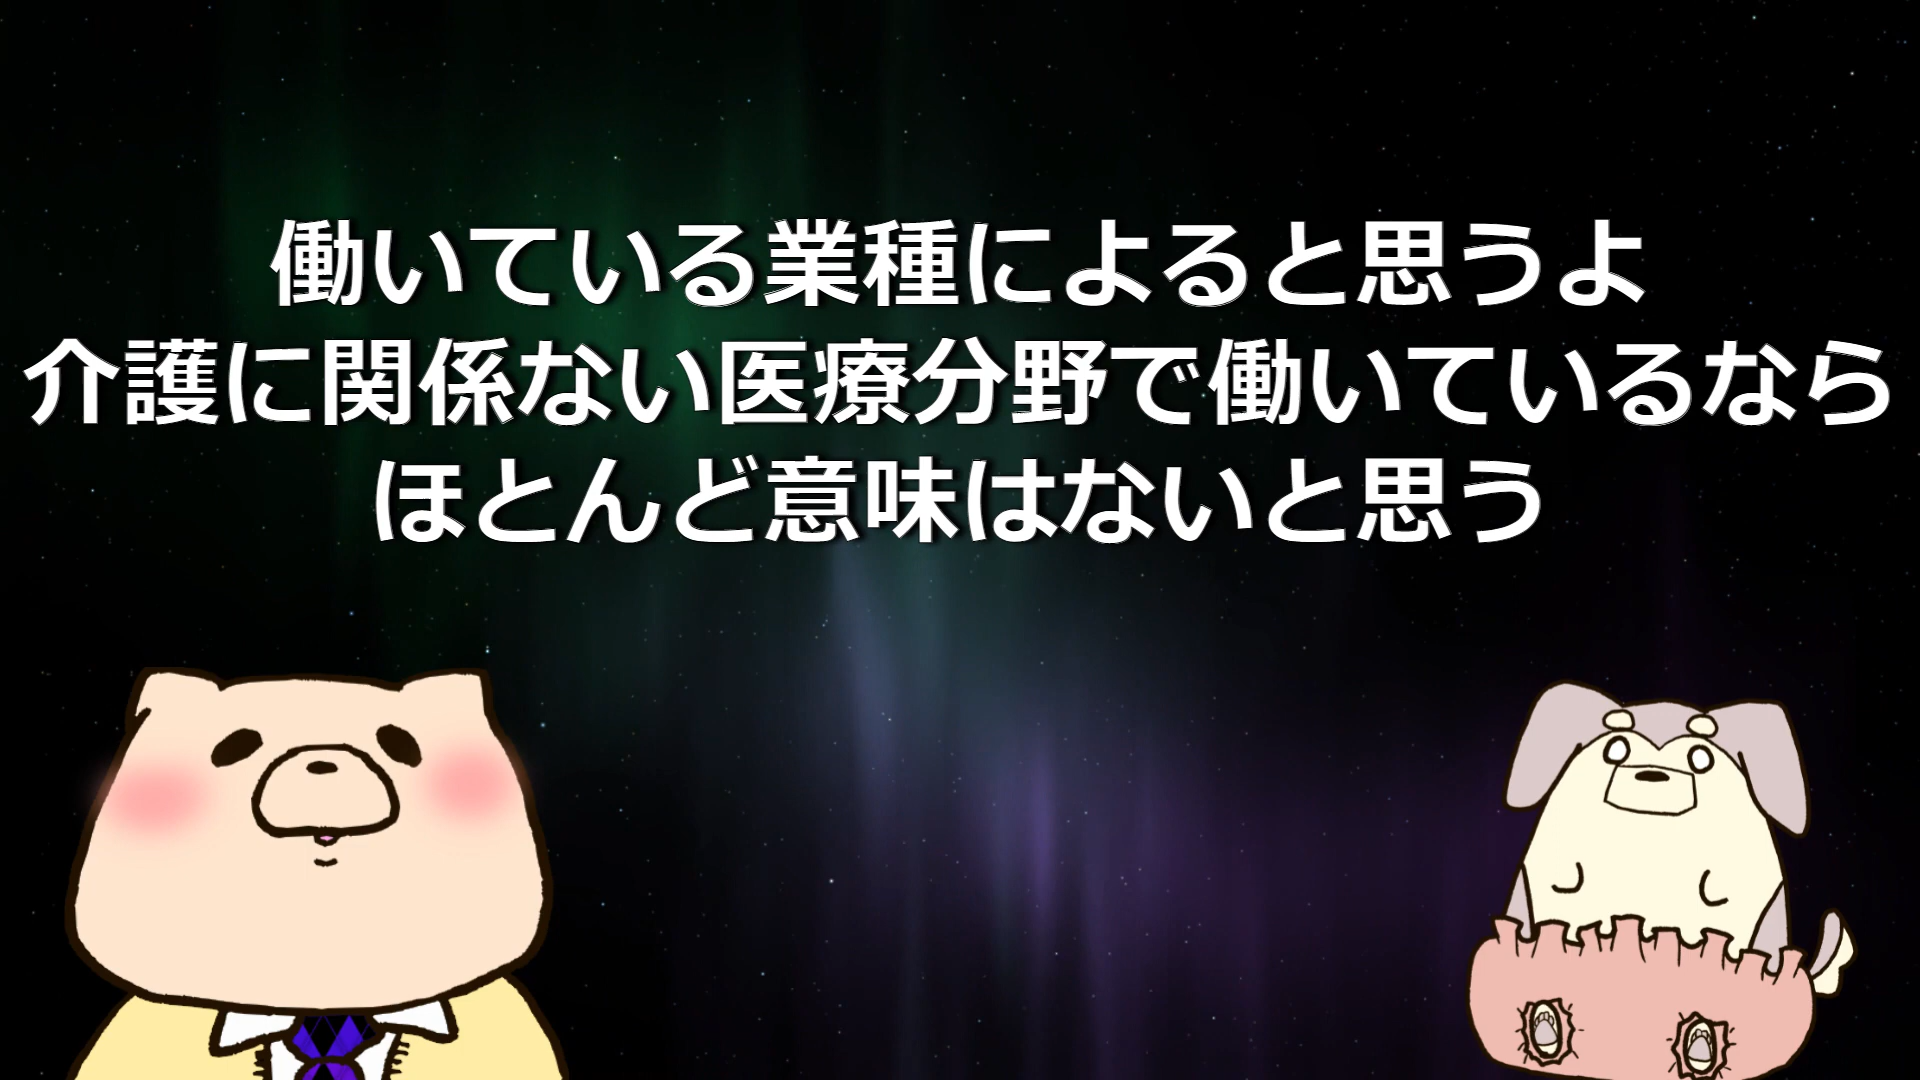 働いている業種によると思うよ
介護に関係ない医療分野で働いているなら
ほとんど意味はないと思う